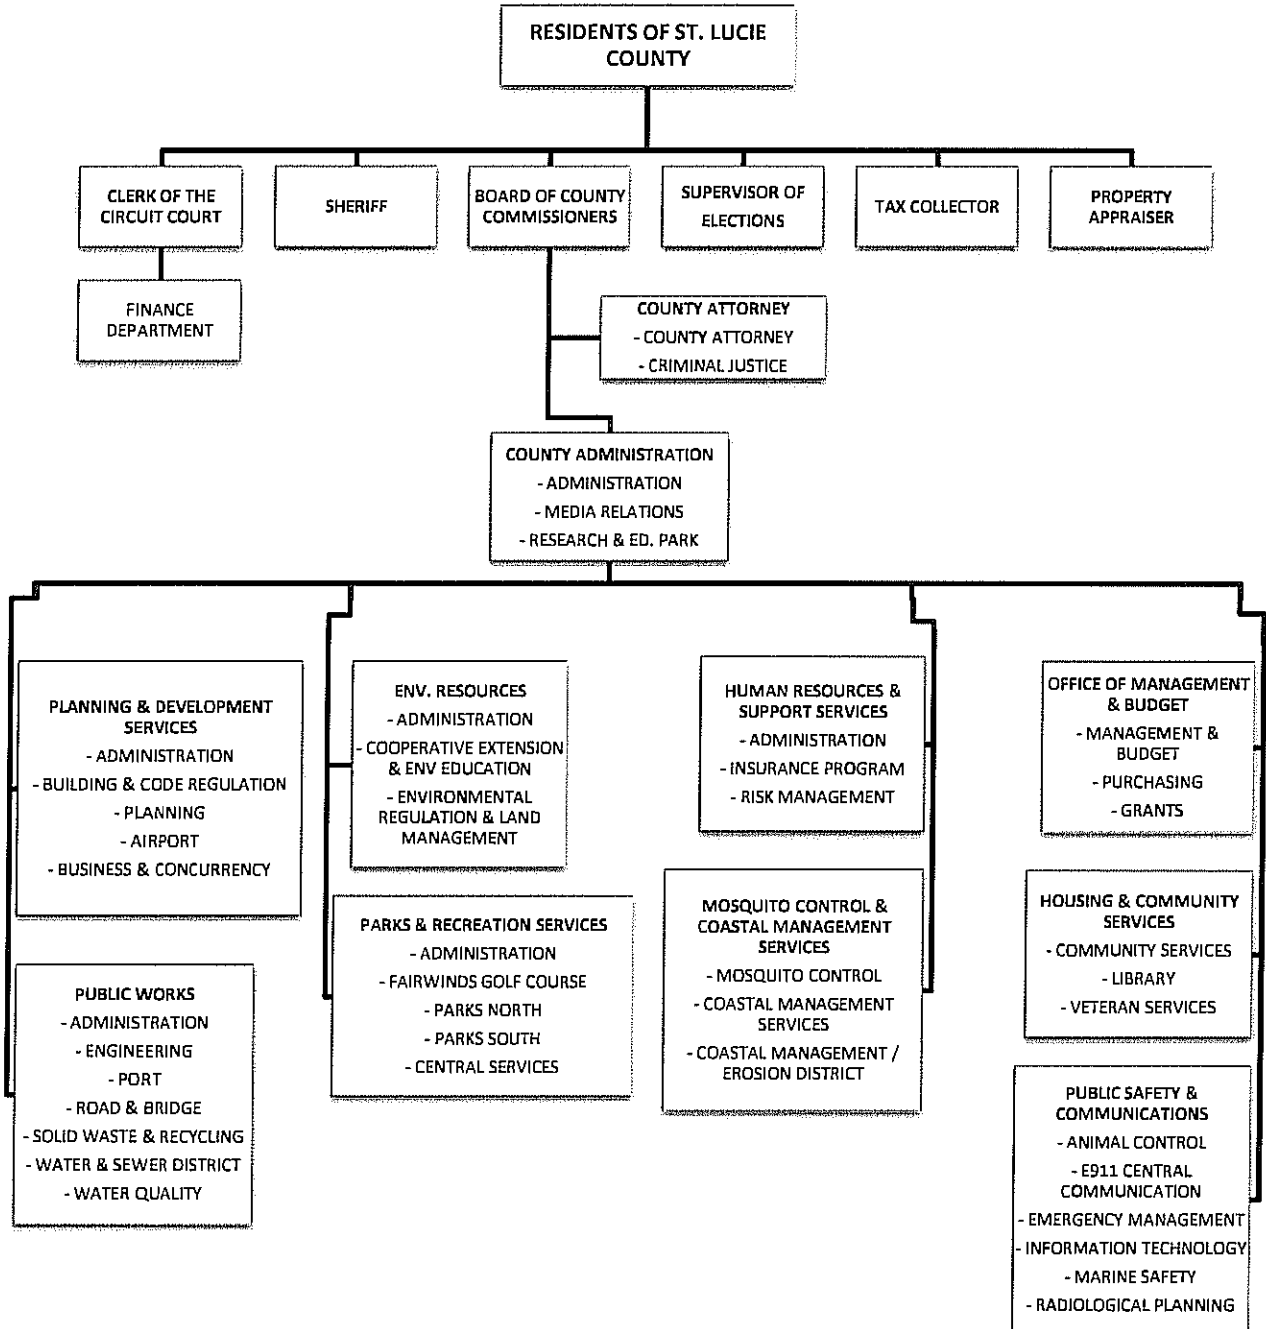 RESIDENTS OF ST. LUCIE
COUNTY
CLERK OF THE
CIRCUIT COURT
SHERIFF
BOARD OF COUNTY
COMMISSIONERS
SUPERVISOR OF
ELECTIONS
TAX COLLECTOR
PROPERTY
APPRAISER
FINANCE
DEPARTMENT
COUNTY ATTORNEY
- COUNTY ATTORNEY
- CRIMINAL JUSTICE
COUNTY ADMINISTRATION
- ADMINISTRATION
- MEDIA RELATIONS
- RESEARCH & ED. PARK
PLANNING & DEVELOPMENT
SERVICES
- ADMINISTRATION
- BUILDING & CODE REGULATION
- PLANNING
- AIRPORT
- BUSINESS & CONCURRENCY
PUBLIC WORKS
- ADMINISTRATION
- ENGINEERING
- PORT
- ROAD & BRIDGE
- SOLID WASTE & RECYCLING
- WATER & SEWER DISTRICT
- WATER QUALITY
ENV. RESOURCES
- ADMINISTRATION
- COOPERATIVE EXTENSION
& ENV EDUCATION
- ENVIRONMENTAL
REGULATION & LAND
MANAGEMENT
PARKS & RECREATION SERVICES
- ADMINISTRATION
- FAIRWINDS GOLF COURSE
- PARKS NORTH
- PARKS SOUTH
- CENTRAL SERVICES
HUMAN RESOURCES &
SUPPORT SERVICES
- ADMINISTRATION
- INSURANCE PROGRAM
- RISK MANAGEMENT
MOSQUITO CONTROL &
COASTAL MANAGEMENT
SERVICES
- MOSQUITO CONTROL
- COASTAL MANAGEMENT
SERVICES
- COASTAL MANAGEMENT /
EROSION DISTRICT
OFFICE OF MANAGEMENT
& BUDGET
- MANAGEMENT &
BUDGET
- PURCHASING
- GRANTS
HOUSING & COMMUNITY
SERVICES
- COMMUNITY SERVICES
- LIBRARY
- VETERAN SERVICES
PUBLIC SAFETY &
COMMUNICATIONS
- ANIMAL CONTROL
- E911 CENTRAL
COMMUNICATION
- EMERGENCY MANAGEMENT
- INFORMATION TECHNOLOGY
- MARINE SAFETY
- RADIOLOGICAL PLANNING